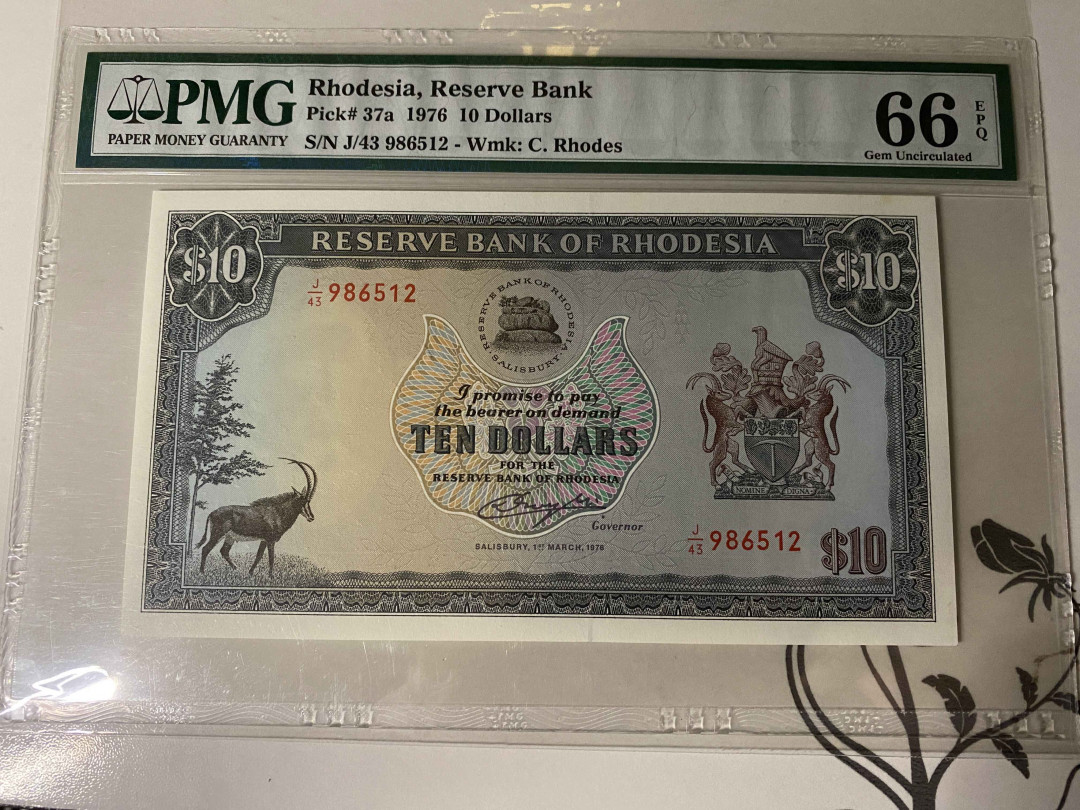 PMG
PAPER MONEY GUARANTY
Rhodesia, Reserve Bank
Pick# 37a 1976 10 Dollars
S/N J/43 986512 - Wmk: C. Rhodes
66
EPQ
Gem Uncirculated
$10
RESERVE BANK OF RHODESIA
$10
J/43 986512
RESERVE BANK OF RHODESIA
SALISBURY
I promise to pay
the bearer on demand
TEN DOLLARS
FOR THE
RESERVE BANK OF RHODESIA
Governor
SALISBURY, 1ST MARCH, 1976
NOMINE DIGNA
J/43 986512
$10